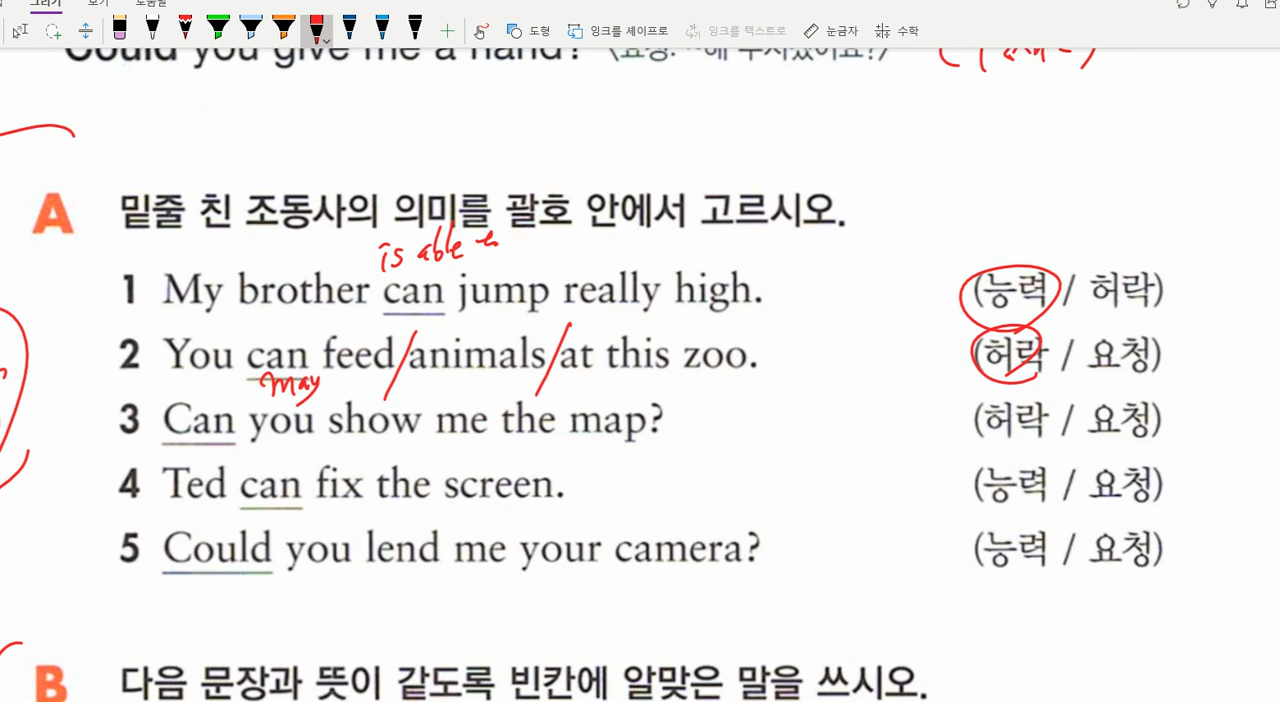 그리기 보기 도움말
도형 잉크를 셰이프로 잉크를 텍스트로 눈금자 수학
Could you give me a hand?
A 밑줄 친 조동사의 의미를 괄호 안에서 고르시오.
is able to
1 My brother can jump really high. (능력 / 허락)
2 You can feed/animals/at this zoo. (허락 / 요청)
may
3 Can you show me the map? (허락 / 요청)
4 Ted can fix the screen. (능력 / 요청)
5 Could you lend me your camera? (능력 / 요청)
B 다음 문장과 뜻이 같도록 빈칸에 알맞은 말을 쓰시오.